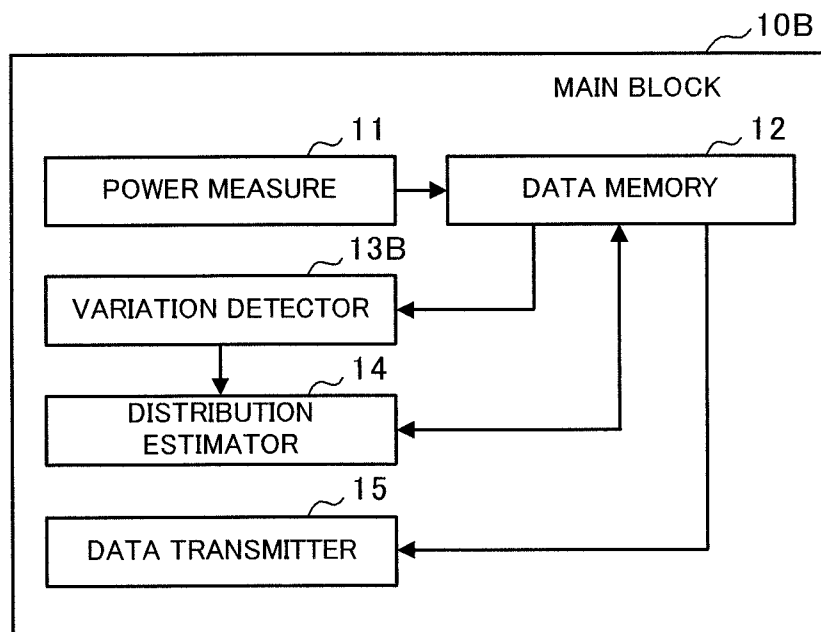 10B
MAIN BLOCK
11
POWER MEASURE
12
DATA MEMORY
13B
VARIATION DETECTOR
14
DISTRIBUTION
ESTIMATOR
15
DATA TRANSMITTER